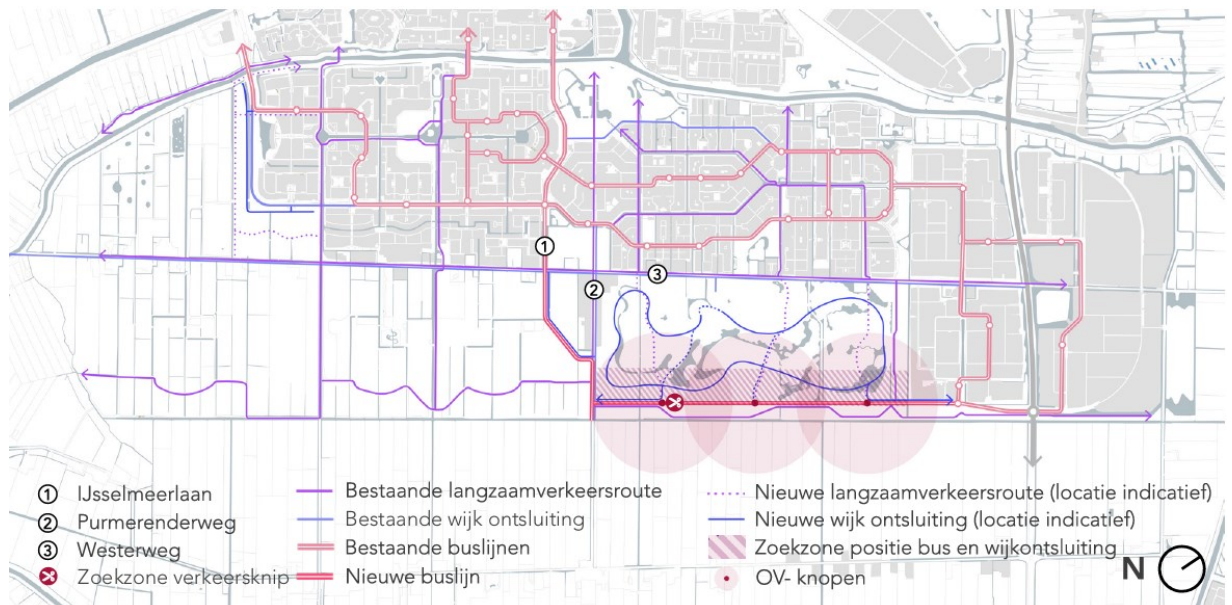 1
2
3
1 IJsselmeerlaan
2 Purmerenderweg
3 Westerweg
Zoekzone verkeersknip
Bestaande langzaamverkeersroute
Bestaande wijk ontsluiting
Bestaande buslijnen
Nieuwe buslijn
Nieuwe langzaamverkeersroute (locatie indicatief)
Nieuwe wijk ontsluiting (locatie indicatief)
Zoekzone positie bus en wijkontsluiting
OV- knopen
N